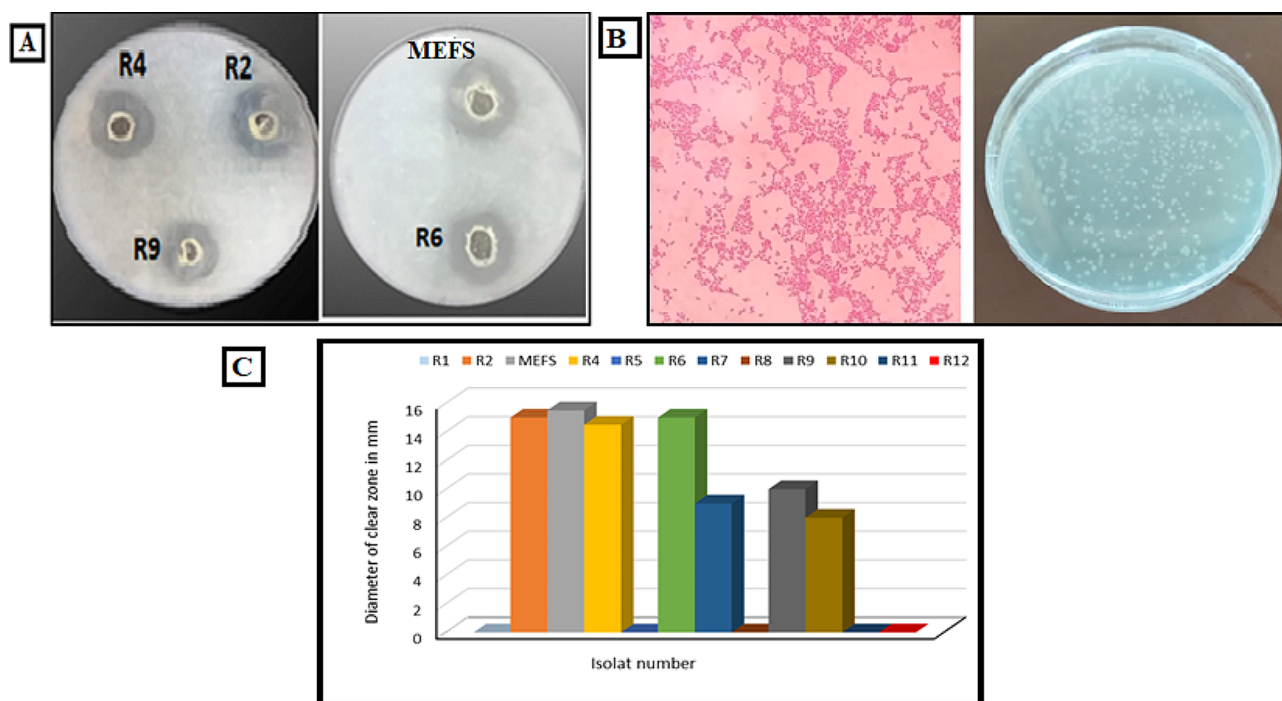 A
R4
R2
R9
MEFS
R6
B
C
R1 R2 MEFS R4 R5 R6 R7 R8 R9 R10 R11 R12
Diameter of clear zone in mm
16
14
12
10
8
6
4
2
0
Isolat number